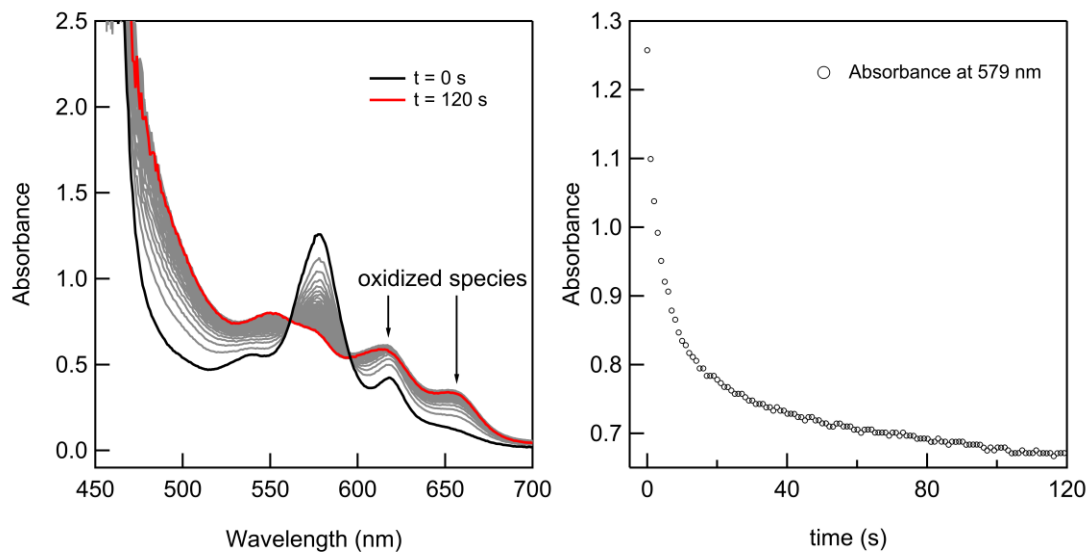 2.5
2.0
1.5
1.0
0.5
0.0
Absorbance
t = 0 s
t = 120 s
oxidized species
450
500
550
600
650
700
Wavelength (nm)
1.3
1.2
1.1
1.0
0.9
0.8
0.7
Absorbance
Absorbance at 579 nm
0
40
80
120
time (s)